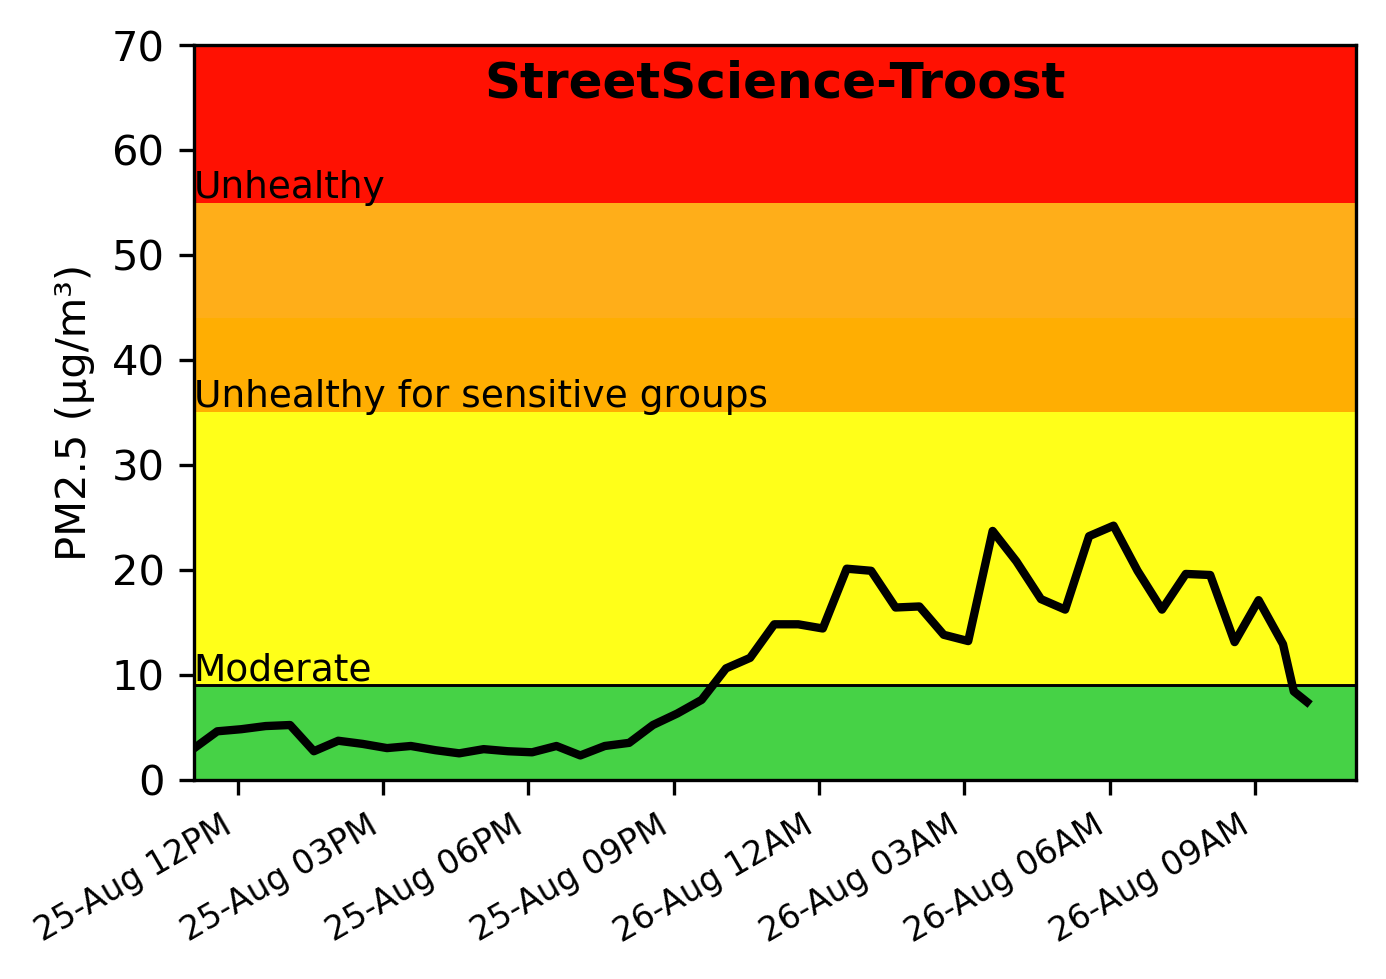 StreetScience-Troost
PM2.5 (µg/m³)
70
60
50
40
30
20
10
0
Unhealthy
Unhealthy for sensitive groups
Moderate
25-Aug 12PM
25-Aug 03PM
25-Aug 06PM
25-Aug 09PM
26-Aug 12AM
26-Aug 03AM
26-Aug 06AM
26-Aug 09AM